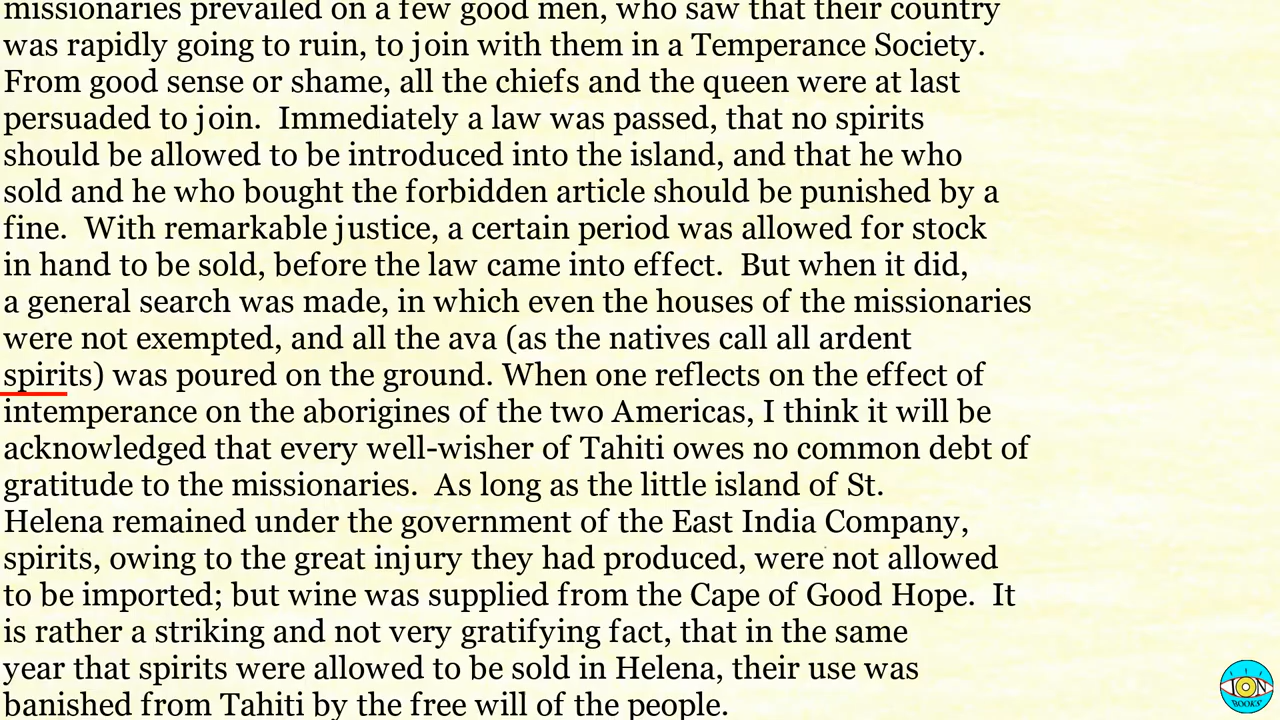 missionaries prevailed on a few good men, who saw that their country
was rapidly going to ruin, to join with them in a Temperance Society.
From good sense or shame, all the chiefs and the queen were at last
persuaded to join.  Immediately a law was passed, that no spirits
should be allowed to be introduced into the island, and that he who
sold and he who bought the forbidden article should be punished by a
fine.  With remarkable justice, a certain period was allowed for stock
in hand to be sold, before the law came into effect.  But when it did,
a general search was made, in which even the houses of the missionaries
were not exempted, and all the ava (as the natives call all ardent
spirits) was poured on the ground. When one reflects on the effect of
intemperance on the aborigines of the two Americas, I think it will be
acknowledged that every well-wisher of Tahiti owes no common debt of
gratitude to the missionaries.  As long as the little island of St.
Helena remained under the government of the East India Company,
spirits, owing to the great injury they had produced, were not allowed
to be imported; but wine was supplied from the Cape of Good Hope.  It
is rather a striking and not very gratifying fact, that in the same
year that spirits were allowed to be sold in Helena, their use was
banished from Tahiti by the free will of the people.
ION
BOOKS